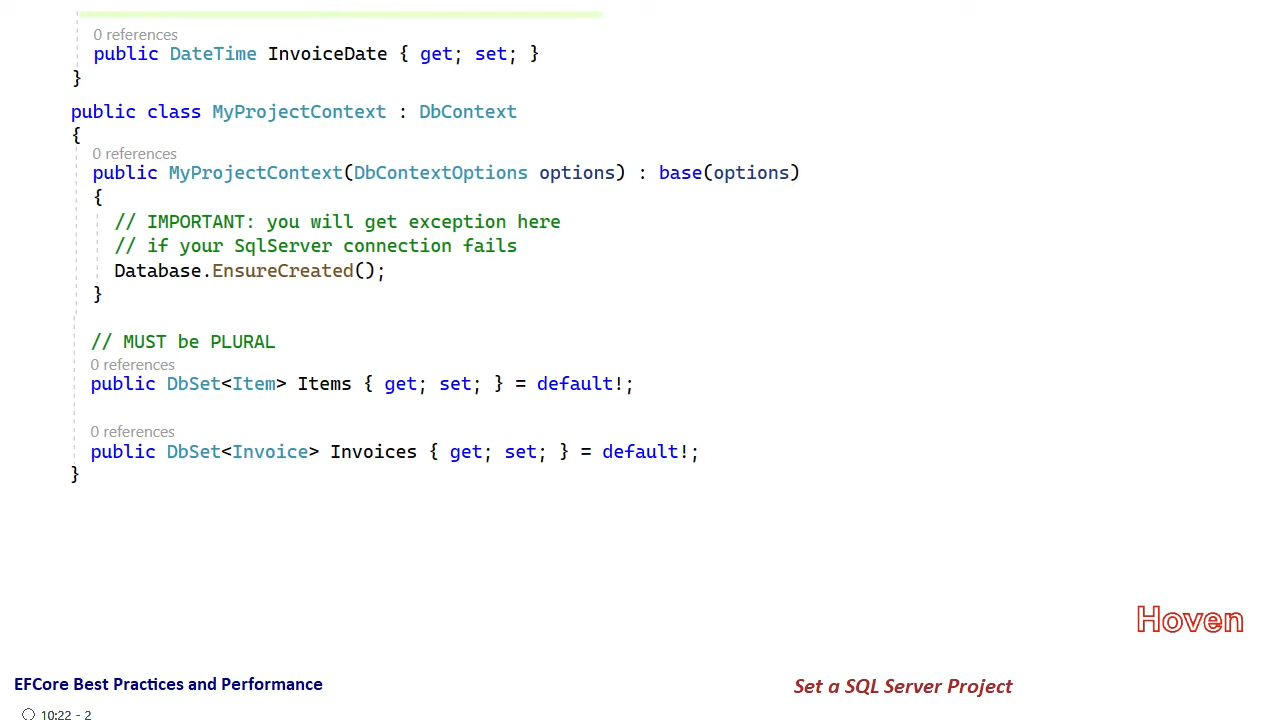 0 references
public DateTime InvoiceDate { get; set; }
}
public class MyProjectContext : DbContext
{
0 references
public MyProjectContext(DbContextOptions options) : base(options)
{
// IMPORTANT: you will get exception here
// if your SqlServer connection fails
Database.EnsureCreated();
}
// MUST be PLURAL
0 references
public DbSet<Item> Items { get; set; } = default!;
0 references
public DbSet<Invoice> Invoices { get; set; } = default!;
}
Hoven
EFCore Best Practices and Performance
Set a SQL Server Project
10:22 - 2